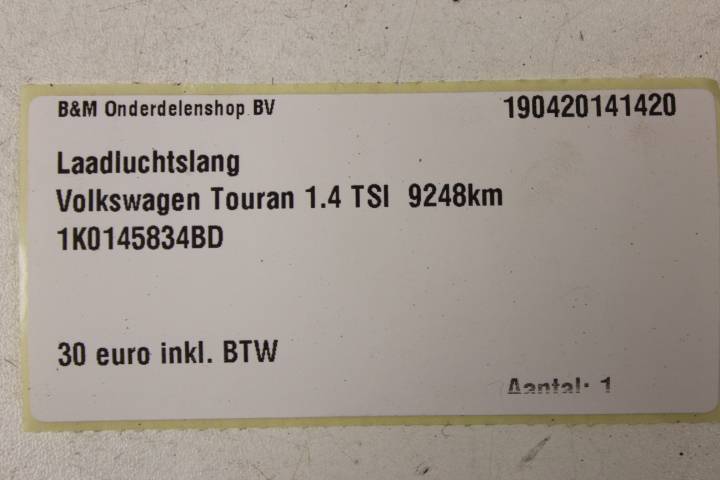 B&M Onderdelenshop BV 190420141420
Laadluchtslang
Volkswagen Touran 1.4 TSI 9248km
1K0145834BD
30 euro inkl. BTW
Aantal: 1